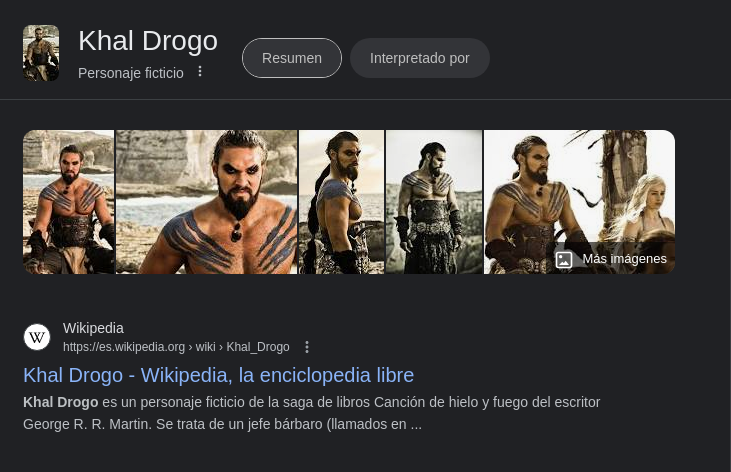 Khal Drogo
Personaje ficticio
Resumen
Interpretado por
Más imágenes
W
Wikipedia
https://es.wikipedia.org › wiki › Khal_Drogo
Khal Drogo - Wikipedia, la enciclopedia libre
Khal Drogo es un personaje ficticio de la saga de libros Canción de hielo y fuego del escritor
George R. R. Martin. Se trata de un jefe bárbaro (llamados en ...